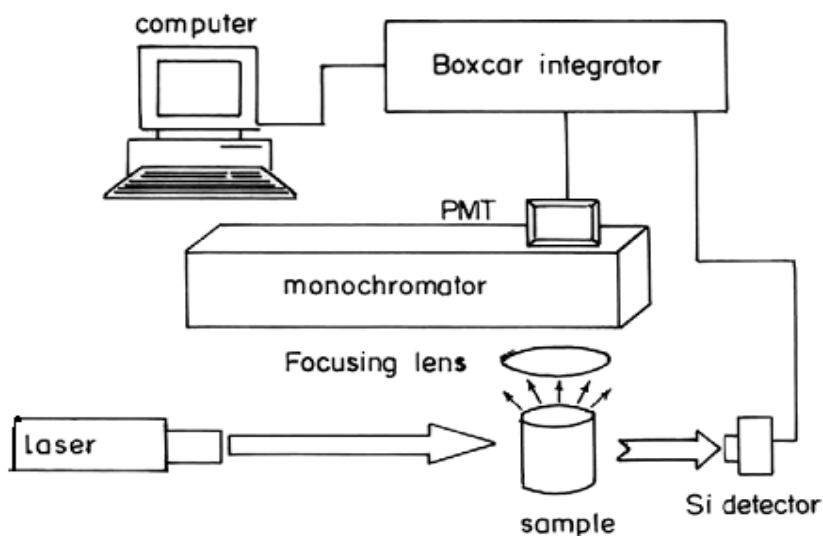 computer
Boxcar integrator
PMT
monochromator
Focusing lens
laser
Si detector
sample